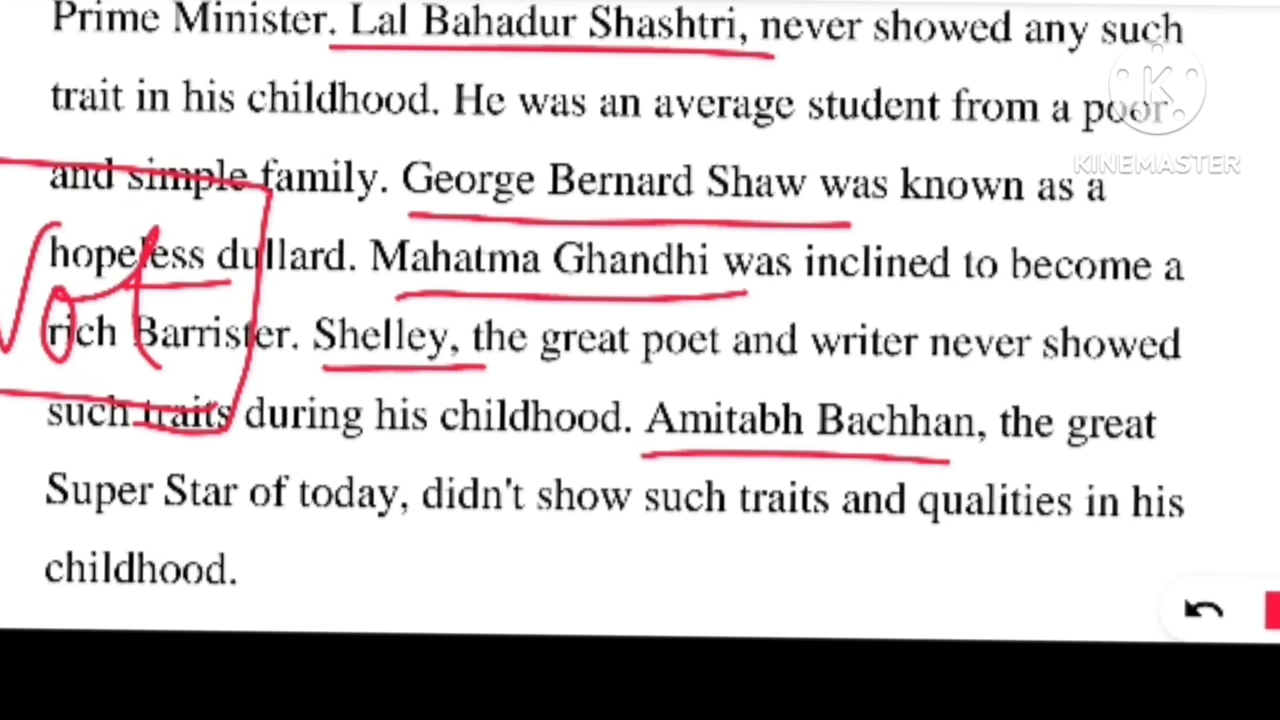 Prime Minister. Lal Bahadur Shashtri, never showed any such
trait in his childhood. He was an average student from a poor
and simple family. George Bernard Shaw was known as a
hopeless dullard. Mahatma Ghandhi was inclined to become a
rich Barrister. Shelley, the great poet and writer never showed
such traits during his childhood. Amitabh Bachhan, the great
Super Star of today, didn't show such traits and qualities in his
childhood.
K
KINEMASTER